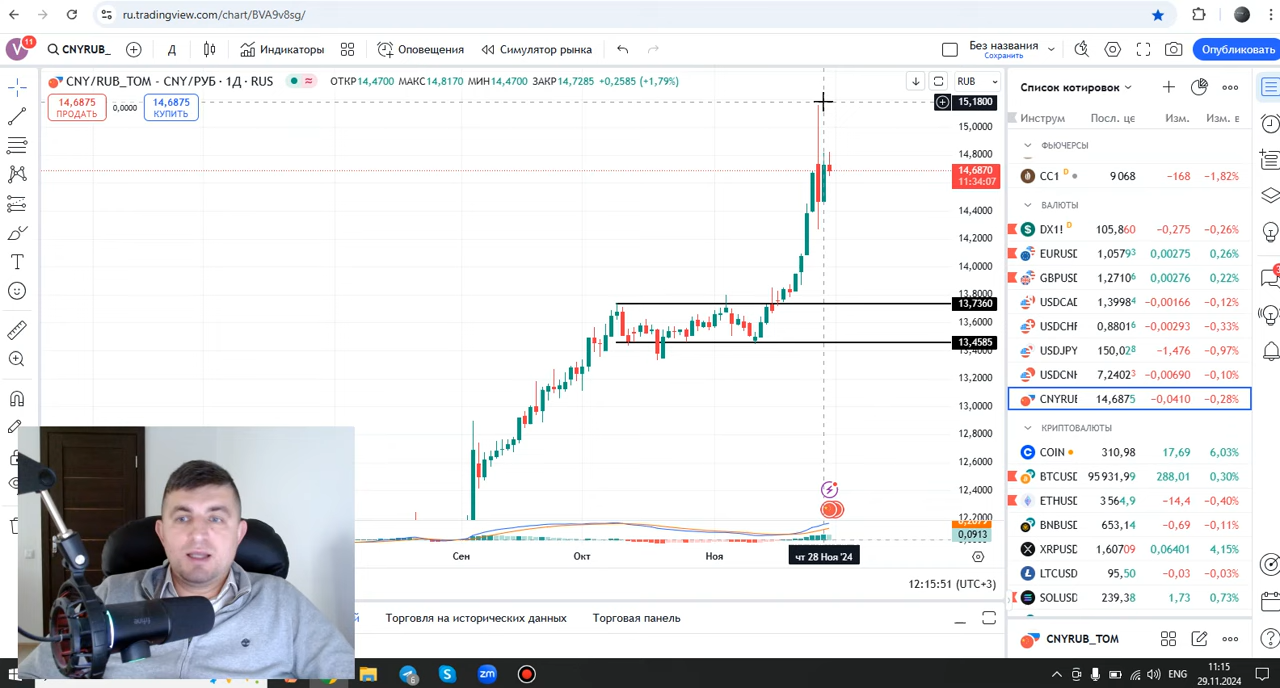 ru.tradingview.com/chart/BVA9v8sg/
V 11 CNYRUB_ Д Индикаторы Оповещения Симулятор рынка Без названия Сохранить Опубликовать
CNY/RUB_TOM - CNY/РУБ · 1Д · RUS ОТКР14,4700 МАКС14,8170 МИН14,4700 ЗАКР14,7285 +0,2585 (+1,79%) RUB
14,6875 ПРОДАТЬ 0,0000 14,6875 КУПИТЬ
15,1800
15,0000
14,8000
14,6870
11:34:07
14,4000
14,2000
14,0000
13,8000
13,7360
13,6000
13,4585
13,4000
13,2000
13,0000
12,8000
12,6000
12,4000
12,2000
0,0913
Сен Окт Ноя чт 28 Ноя '24
12:15:51 (UTC+3)
Торговля на исторических данных Торговая панель
Список котировок
Инструм Посл. це Изм. Изм. в
ФЬЮЧЕРСЫ
CC1 D 9 068 −168 −1,82%
ВАЛЮТЫ
DX1! D 105,860 −0,275 −0,26%
EURUSD 1,05793 0,00275 0,26%
GBPUSD 1,27106 0,00276 0,22%
USDCAD 1,39984 −0,00166 −0,12%
USDCHF 0,88016 −0,00293 −0,33%
USDJPY 150,028 −1,476 −0,97%
USDCNH 7,24023 −0,00690 −0,10%
CNYRUB 14,6875 −0,0410 −0,28%
КРИПТОВАЛЮТЫ
COIN 310,98 17,69 6,03%
BTCUSD 95 931,99 288,01 0,30%
ETHUSD 3 564,9 −14,4 −0,40%
BNBUSD 653,14 −0,69 −0,11%
XRPUSD 1,60709 0,06401 4,15%
LTCUSD 95,50 −0,03 −0,03%
SOLUSD 239,38 1,73 0,73%
CNYRUB_TOM
zm
ENG
11:15
29.11.2024